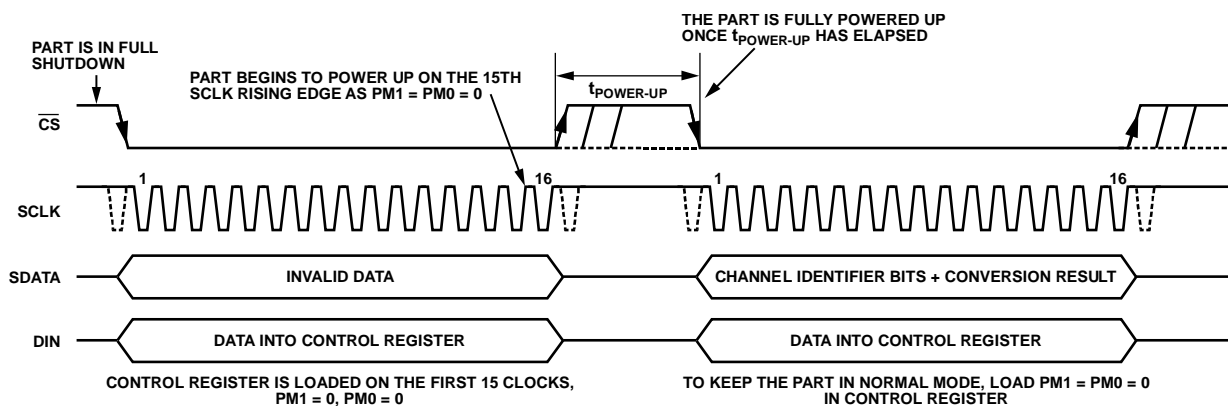 PART IS IN FULL
SHUTDOWN
PART BEGINS TO POWER UP ON THE 15TH
SCLK RISING EDGE AS PM1 = PM0 = 0
tPOWER-UP
THE PART IS FULLY POWERED UP
ONCE tPOWER-UP HAS ELAPSED
CS
SCLK
1
16
1
16
SDATA
INVALID DATA
CHANNEL IDENTIFIER BITS + CONVERSION RESULT
DIN
DATA INTO CONTROL REGISTER
DATA INTO CONTROL REGISTER
CONTROL REGISTER IS LOADED ON THE FIRST 15 CLOCKS,
PM1 = 0, PM0 = 0
TO KEEP THE PART IN NORMAL MODE, LOAD PM1 = PM0 = 0
IN CONTROL REGISTER